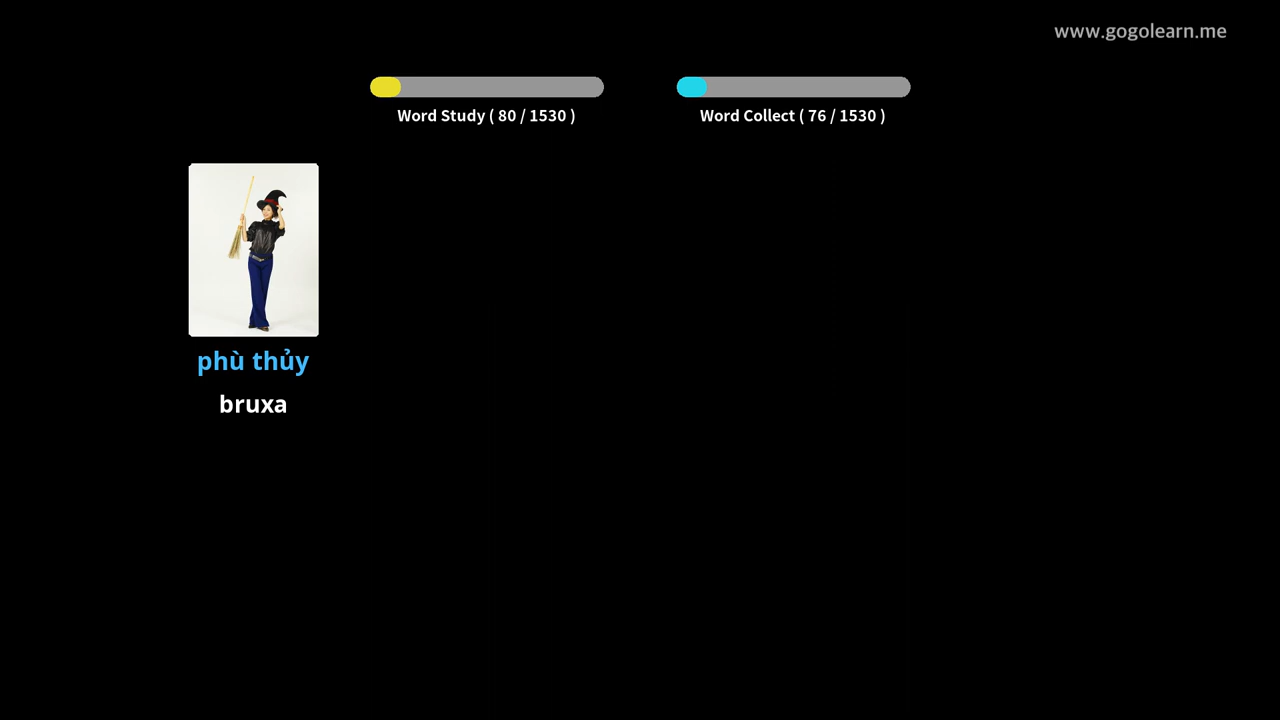 www.gogolearn.me
Word Study ( 80 / 1530 )
Word Collect ( 76 / 1530 )
phù thủy
bruxa